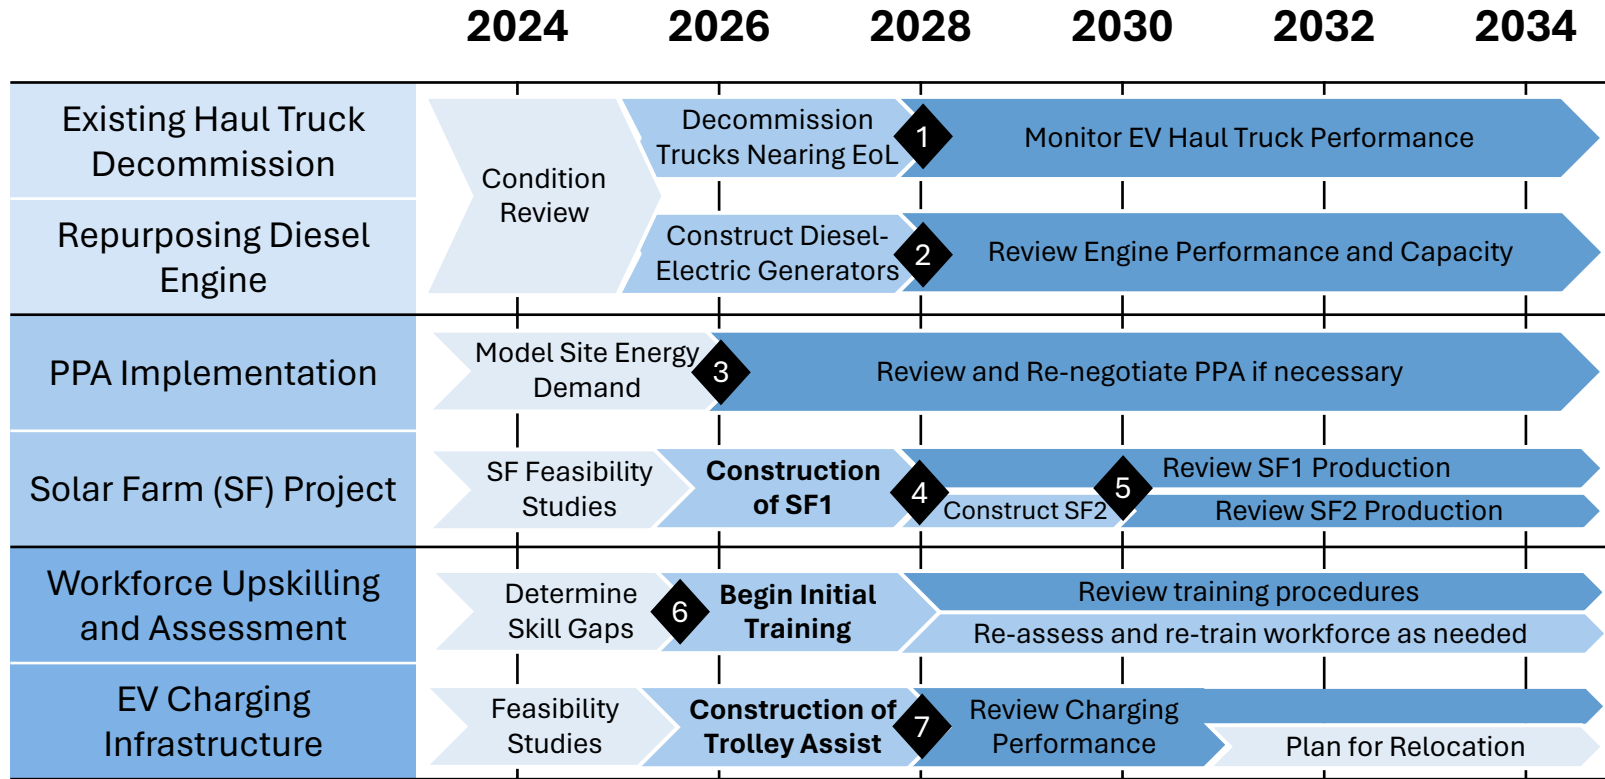 2024 2026 2028 2030 2032 2034
Existing Haul Truck
Decommission
Condition
Review
Decommission
Trucks Nearing EoL
1
Monitor EV Haul Truck Performance
Repurposing Diesel
Engine
Construct Diesel-
Electric Generators
2
Review Engine Performance and Capacity
PPA Implementation
Model Site Energy
Demand
3
Review and Re-negotiate PPA if necessary
Solar Farm (SF) Project
SF Feasibility
Studies
Construction
of SF1
4
Review SF1 Production
Construct SF2
5
Review SF2 Production
Workforce Upskilling
and Assessment
Determine
Skill Gaps
6
Begin Initial
Training
Review training procedures
Re-assess and re-train workforce as needed
EV Charging
Infrastructure
Feasibility
Studies
Construction of
Trolley Assist
7
Review Charging
Performance
Plan for Relocation